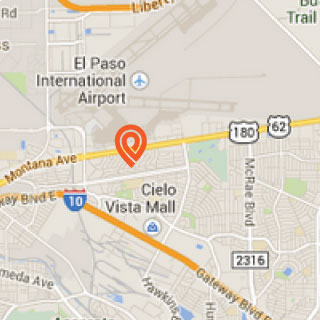 Bu
Trail
Libert
El Paso
International
Airport
62
180
Montana Ave
way Blvd E
10
Cielo
Vista Mall
McRae Blvd
2316
Gateway Blvd E
Hawkins
Hun
meda Ave